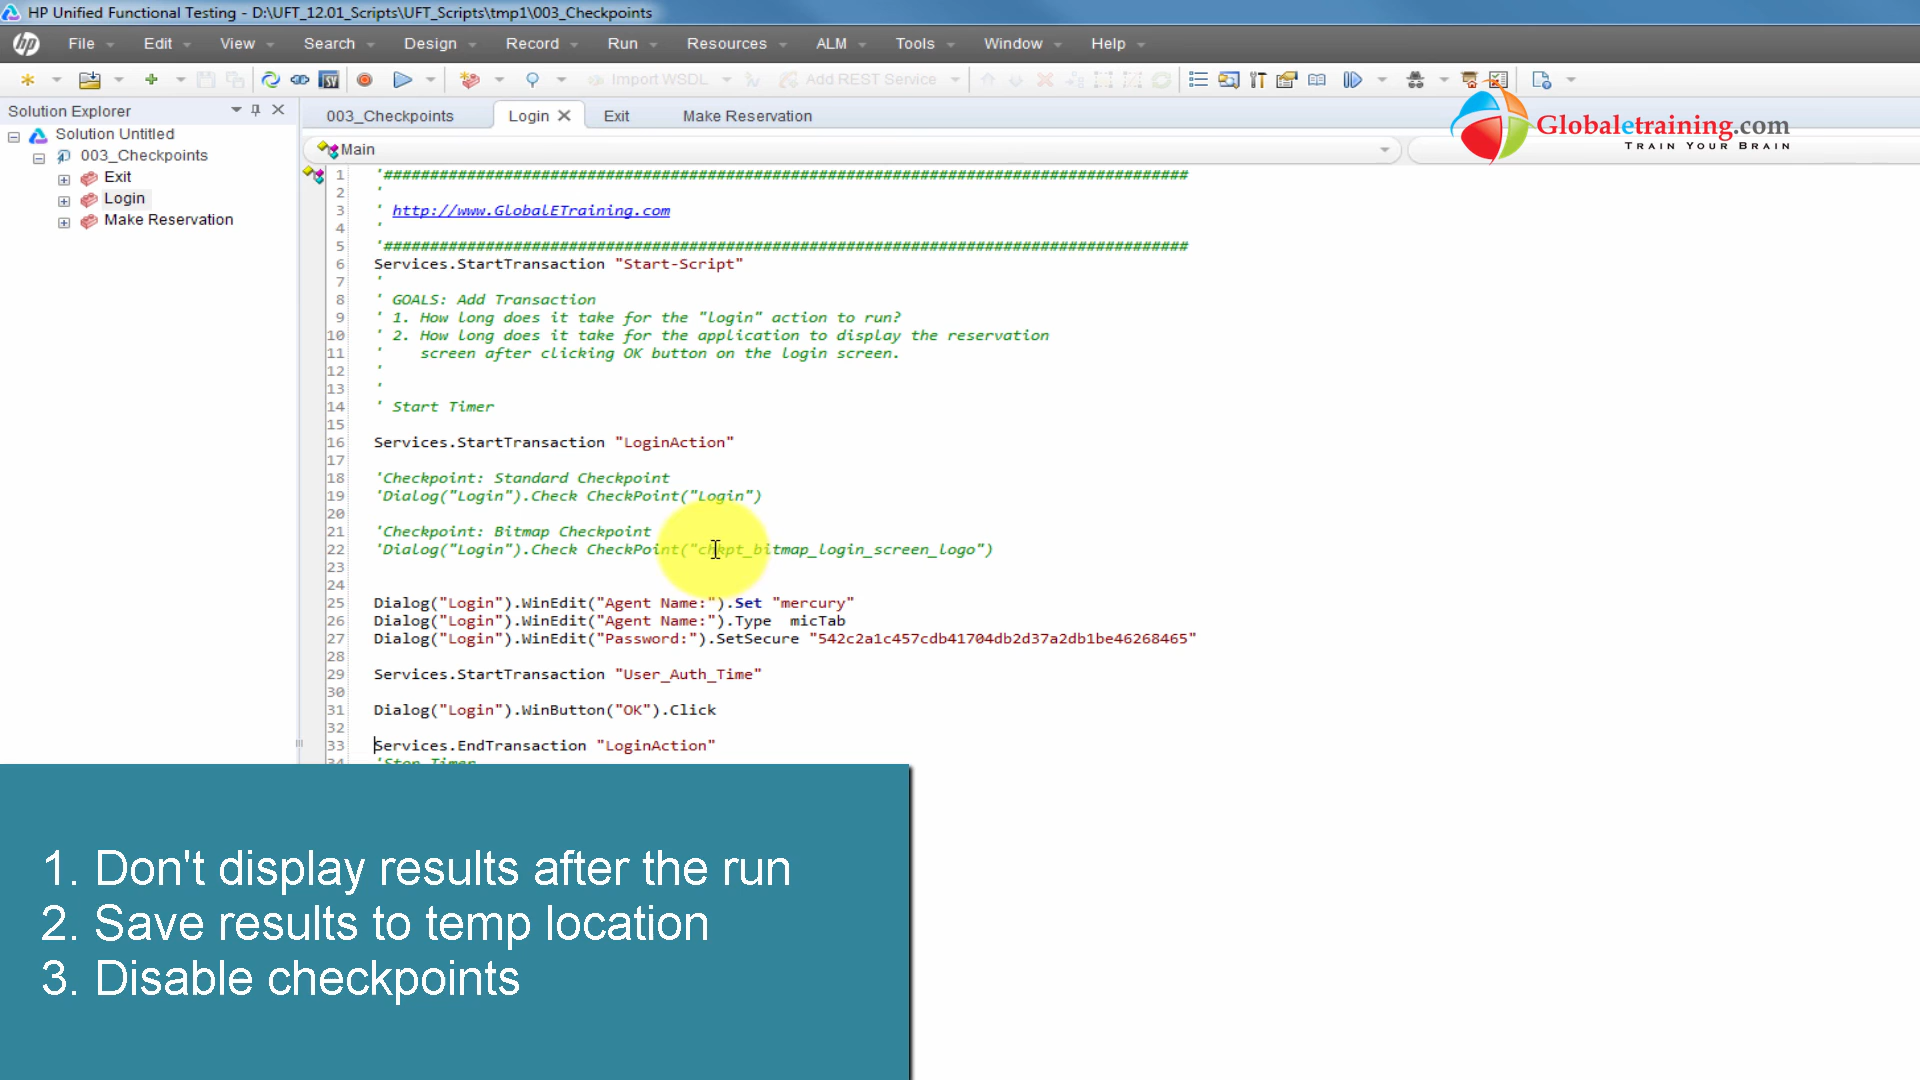 HP Unified Functional Testing - D:\UFT_12.01_Scripts\UFT_Scripts\tmp1\003_Checkpoints
File Edit View Search Design Record Run Resources ALM Tools Window Help
Import WSDL Add REST Service
Solution Explorer
Solution Untitled
003_Checkpoints
Exit
Login
Make Reservation
003_Checkpoints Login Exit Make Reservation
Globaletraining.com
TRAIN YOUR BRAIN
Main
1 '#######################################################################################
2 '
3 ' http://www.GlobalETraining.com
4 '
5 '#######################################################################################
6 Services.StartTransaction "Start-Script"
7 '
8 ' GOALS: Add Transaction
9 ' 1. How long does it take for the "login" action to run?
10 ' 2. How long does it take for the application to display the reservation
11 '    screen after clicking OK button on the login screen.
12 '
13 '
14 ' Start Timer
15
16 Services.StartTransaction "LoginAction"
17
18 'Checkpoint: Standard Checkpoint
19 'Dialog("Login").Check CheckPoint("Login")
20
21 'Checkpoint: Bitmap Checkpoint
22 'Dialog("Login").Check CheckPoint("chkpt_bitmap_login_screen_logo")
23
24
25 Dialog("Login").WinEdit("Agent Name:").Set "mercury"
26 Dialog("Login").WinEdit("Agent Name:").Type  micTab
27 Dialog("Login").WinEdit("Password:").SetSecure "542c2a1c457cdb41704db2d37a2db1be46268465"
28
29 Services.StartTransaction "User_Auth_Time"
30
31 Dialog("Login").WinButton("OK").Click
32
33 Services.EndTransaction "LoginAction"
34 'Stop Timer
1. Don't display results after the run
2. Save results to temp location
3. Disable checkpoints